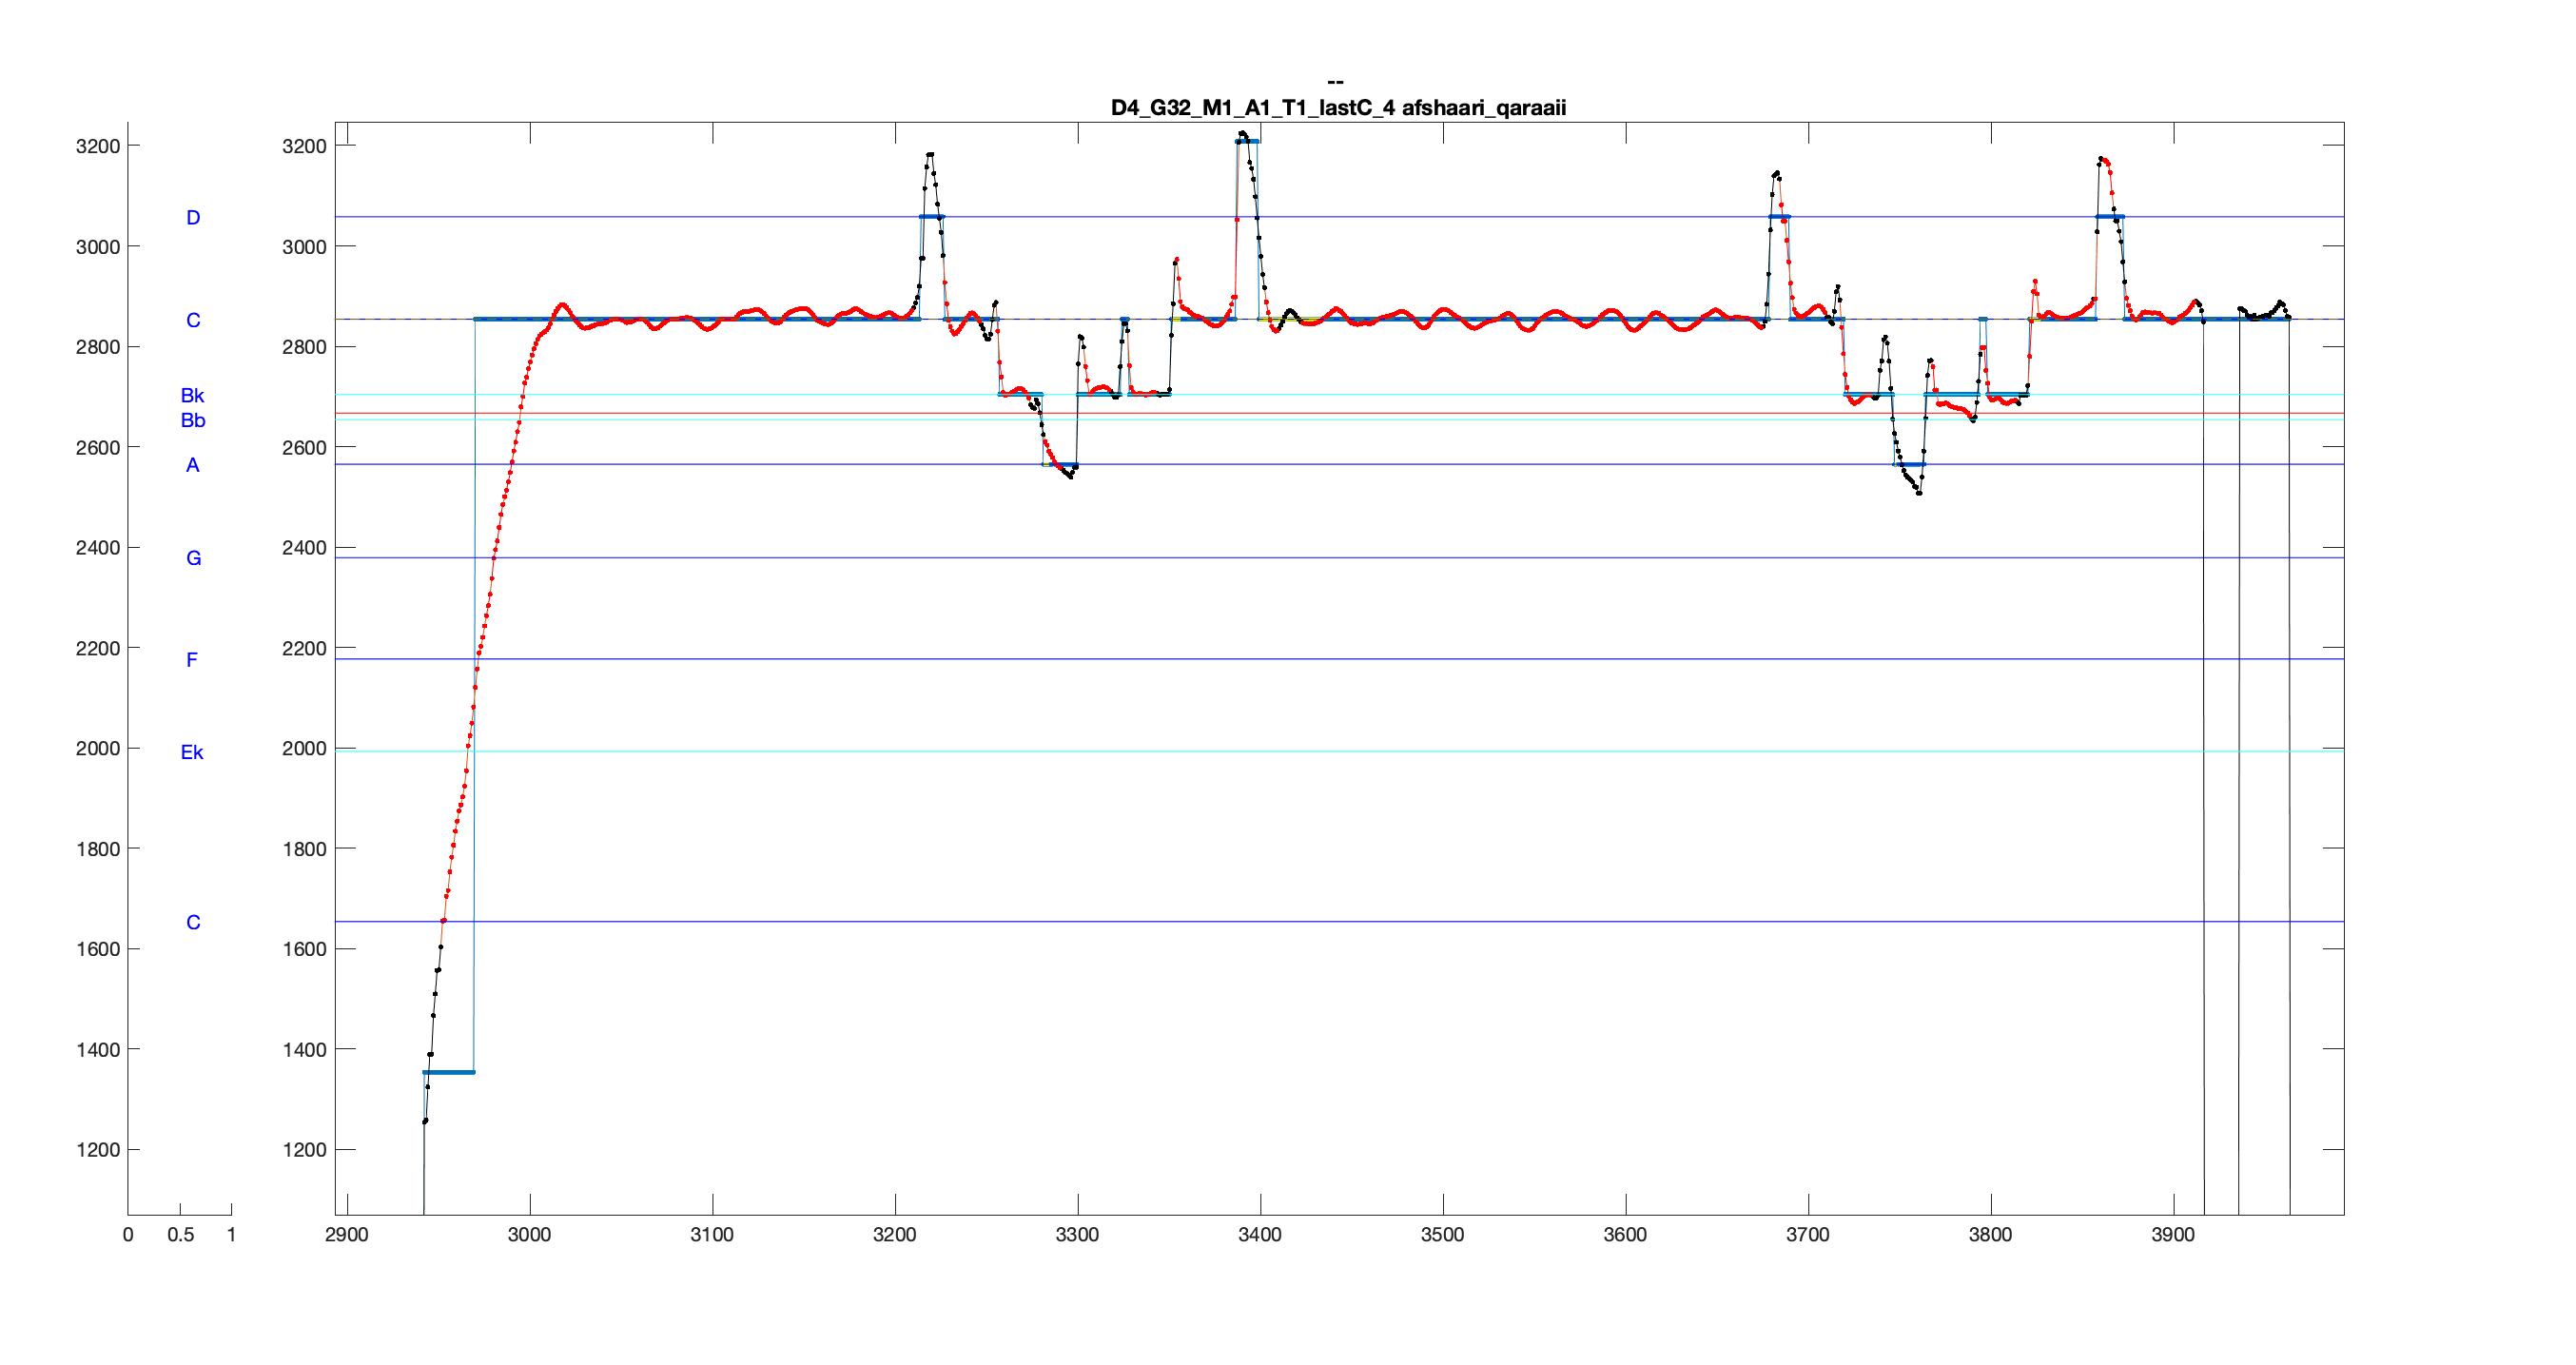 --
D4_G32_M1_A1_T1_lastC_4 afshaari_qaraaii
3200 3200
D
3000 3000
C
2800 2800
Bk
Bb
2600 2600
A
G
2400 2400
F
2200 2200
Ek
2000 2000
1800 1800
C
1600 1600
1400 1400
1200 1200
0 0.5 1 2900 3000 3100 3200 3300 3400 3500 3600 3700 3800 3900